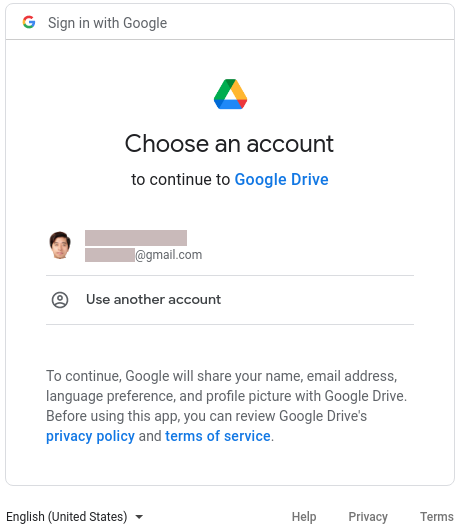 Sign in with Google
Choose an account
to continue to Google Drive
@gmail.com
Use another account
To continue, Google will share your name, email address,
language preference, and profile picture with Google Drive.
Before using this app, you can review Google Drive's
privacy policy and terms of service.
English (United States)
Help
Privacy
Terms